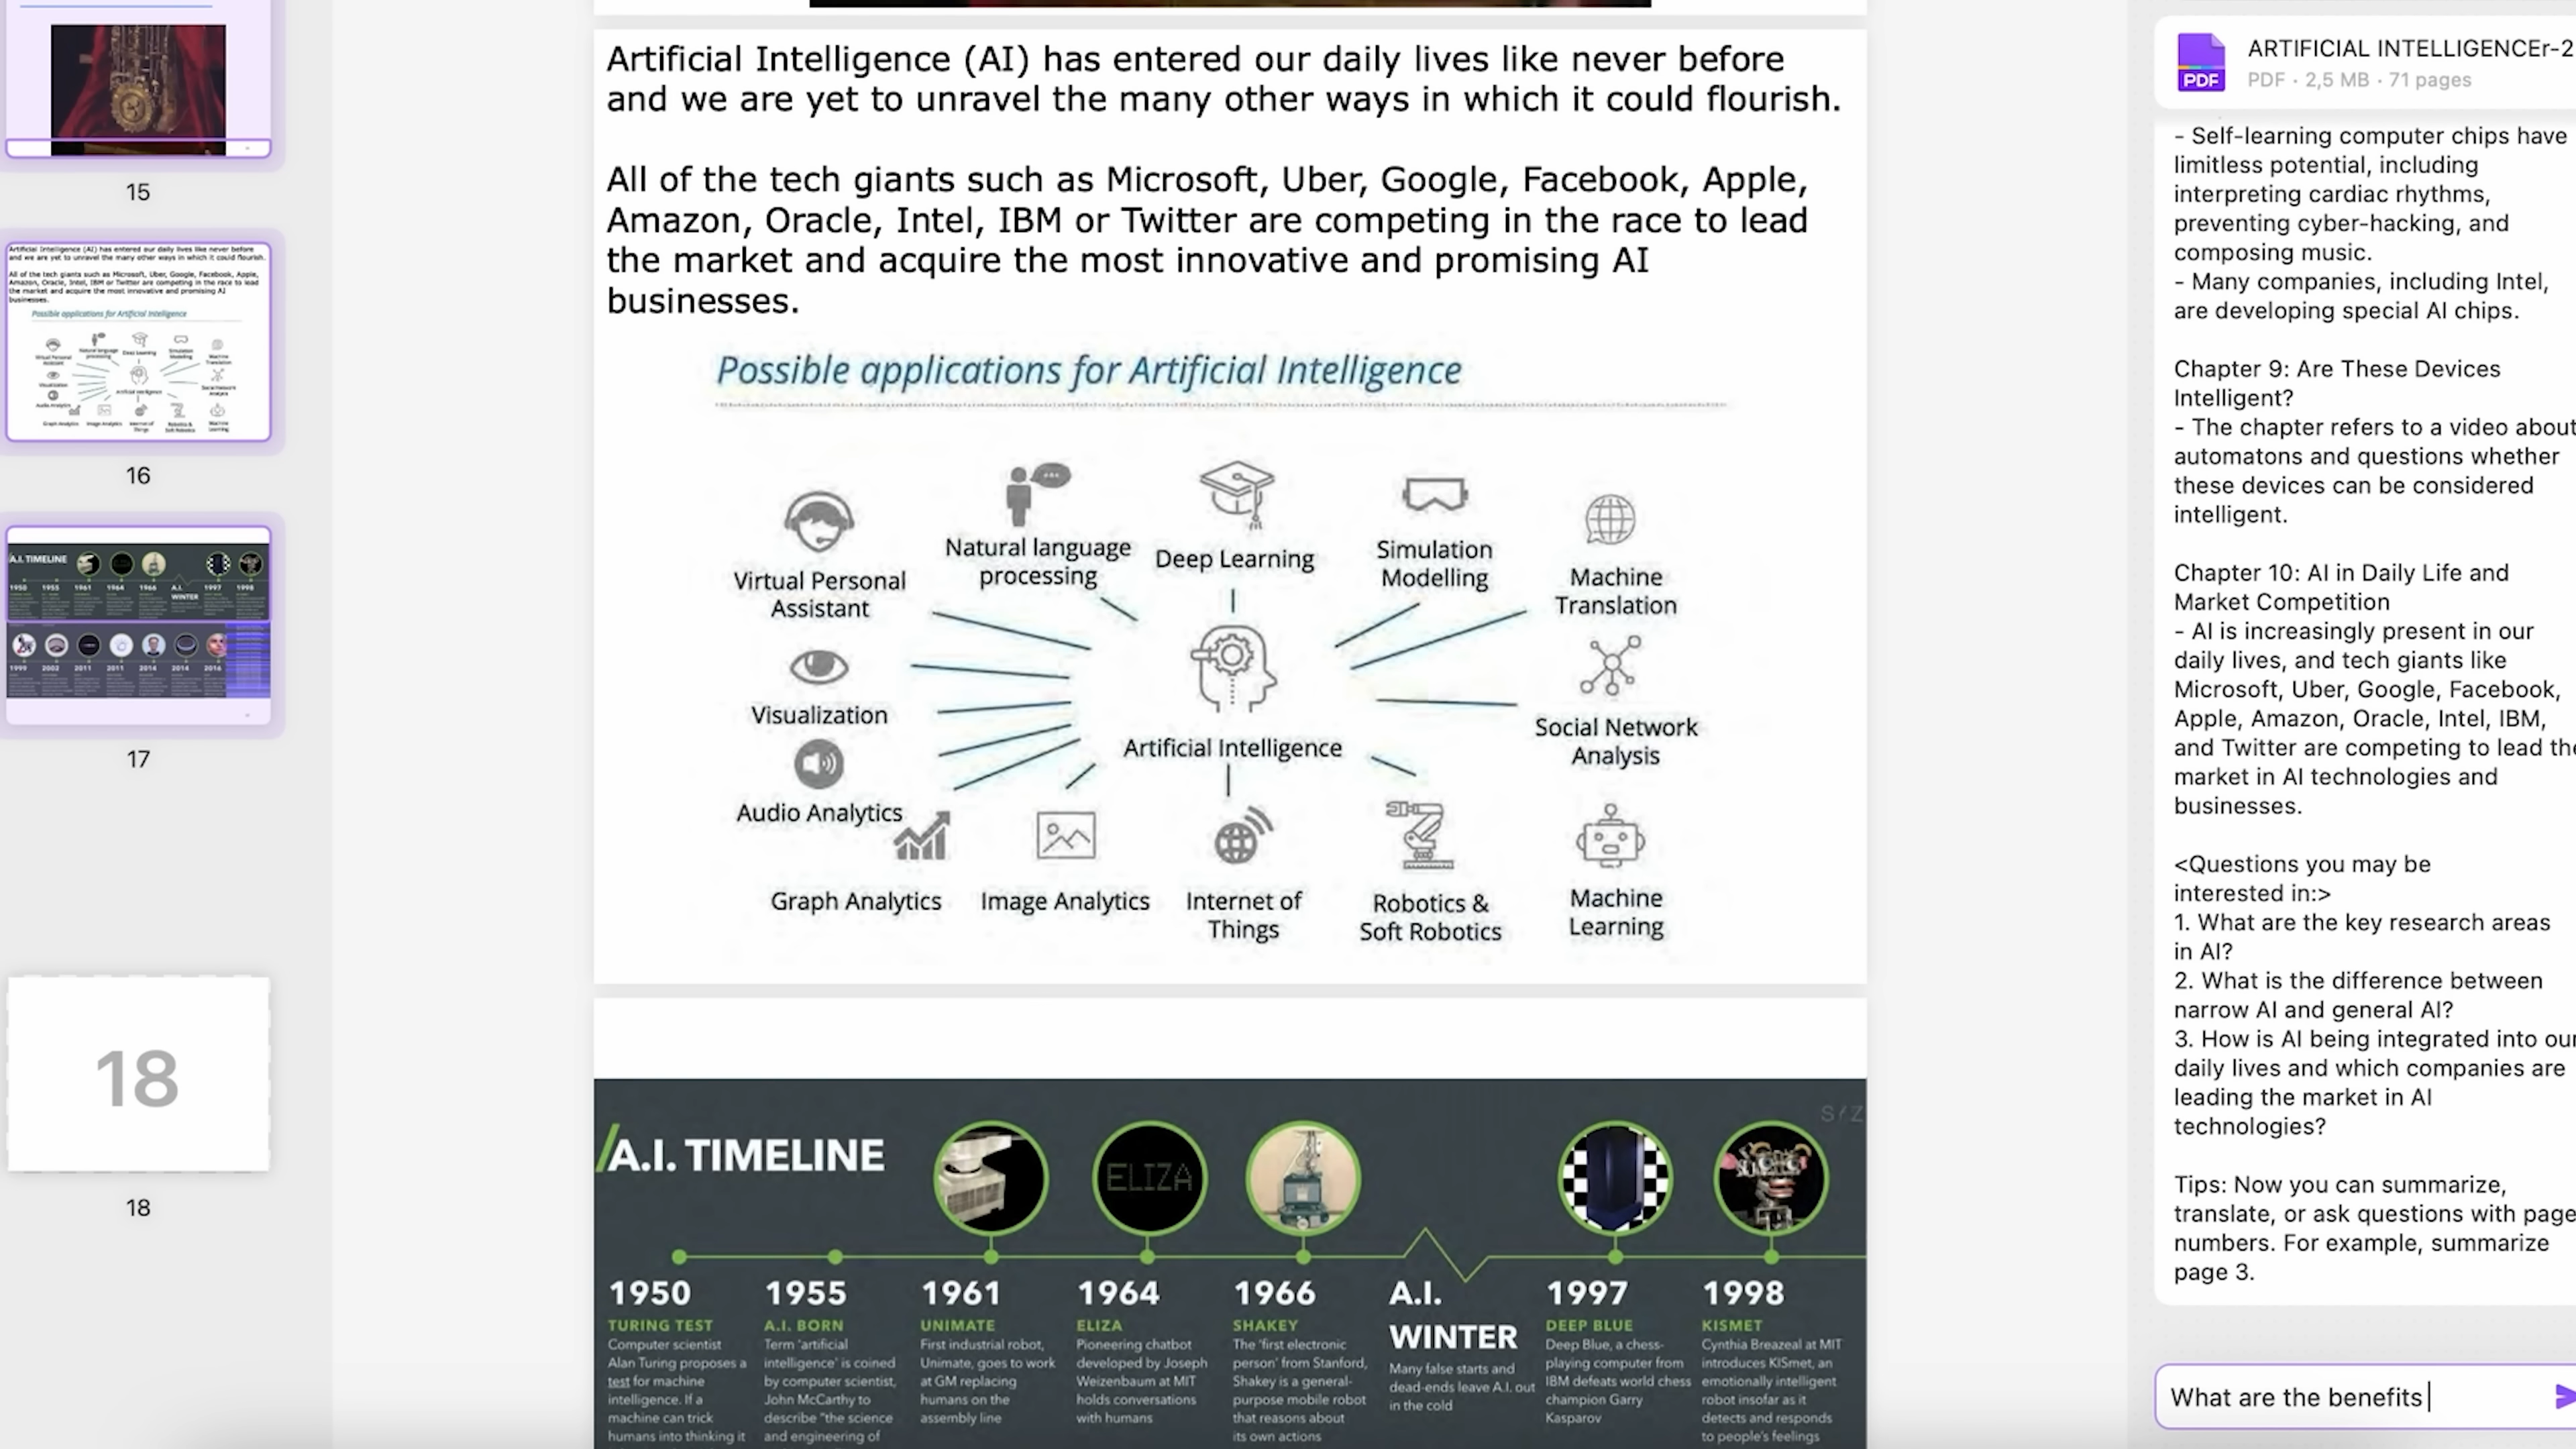 15
16
A.I. TIMELINE
17
18
18
Artificial Intelligence (AI) has entered our daily lives like never before
and we are yet to unravel the many other ways in which it could flourish.
All of the tech giants such as Microsoft, Uber, Google, Facebook, Apple,
Amazon, Oracle, Intel, IBM or Twitter are competing in the race to lead
the market and acquire the most innovative and promising AI
businesses.
Possible applications for Artificial Intelligence
Virtual Personal
Assistant
Natural language
processing
Deep Learning
Simulation
Modelling
Machine
Translation
Visualization
Social Network
Analysis
Artificial Intelligence
Audio Analytics
Graph Analytics
Image Analytics
Internet of
Things
Robotics &
Soft Robotics
Machine
Learning
/A.I. TIMELINE
ELIZA
S/Z
1950
TURING TEST
Computer scientist
Alan Turing proposes a
test for machine
intelligence. If a
machine can trick
humans into thinking it
1955
A.I. BORN
Term 'artificial
intelligence' is coined
by computer scientist,
John McCarthy to
describe "the science
and engineering of
1961
UNIMATE
First industrial robot,
Unimate, goes to work
at GM replacing
humans on the
assembly line
1964
ELIZA
Pioneering chatbot
developed by Joseph
Weizenbaum at MIT
holds conversations
with humans
1966
SHAKEY
The 'first electronic
person' from Stanford,
Shakey is a general-
purpose mobile robot
that reasons about
its own actions
A.I.
WINTER
Many false starts and
dead-ends leave A.I. out
in the cold
1997
DEEP BLUE
Deep Blue, a chess-
playing computer from
IBM defeats world chess
champion Garry
Kasparov
1998
KISMET
Cynthia Breazeal at MIT
introduces KISmet, an
emotionally intelligent
robot insofar as it
detects and responds
to people's feelings
PDF
ARTIFICIAL INTELLIGENCEr-2
PDF · 2,5 MB · 71 pages
- Self-learning computer chips have
limitless potential, including
interpreting cardiac rhythms,
preventing cyber-hacking, and
composing music.
- Many companies, including Intel,
are developing special AI chips.
Chapter 9: Are These Devices
Intelligent?
- The chapter refers to a video about
automatons and questions whether
these devices can be considered
intelligent.
Chapter 10: AI in Daily Life and
Market Competition
- AI is increasingly present in our
daily lives, and tech giants like
Microsoft, Uber, Google, Facebook,
Apple, Amazon, Oracle, Intel, IBM,
and Twitter are competing to lead the
market in AI technologies and
businesses.
<Questions you may be
interested in:>
1. What are the key research areas
in AI?
2. What is the difference between
narrow AI and general AI?
3. How is AI being integrated into our
daily lives and which companies are
leading the market in AI
technologies?
Tips: Now you can summarize,
translate, or ask questions with page
numbers. For example, summarize
page 3.
What are the benefits